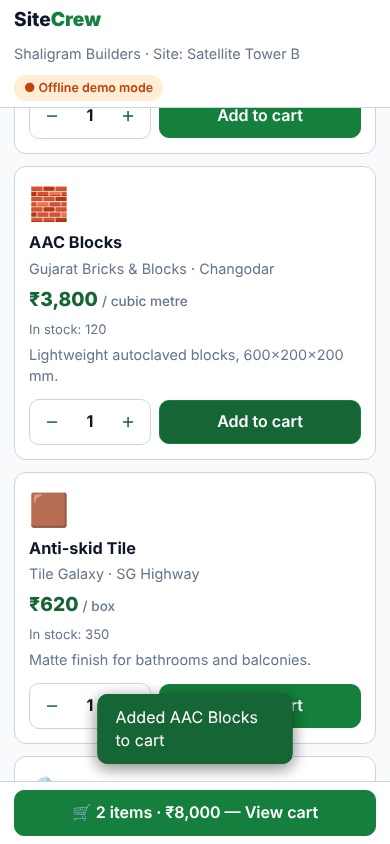 SiteCrew
Shaligram Builders · Site: Satellite Tower B
Offline demo mode
− 1 + Add to cart
AAC Blocks
Gujarat Bricks & Blocks · Changodar
₹3,800 / cubic metre
In stock: 120
Lightweight autoclaved blocks, 600×200×200
mm.
− 1 + Add to cart
Anti-skid Tile
Tile Galaxy · SG Highway
₹620 / box
In stock: 350
Matte finish for bathrooms and balconies.
− 1 rt
Added AAC Blocks
to cart
🛒 2 items · ₹8,000 — View cart